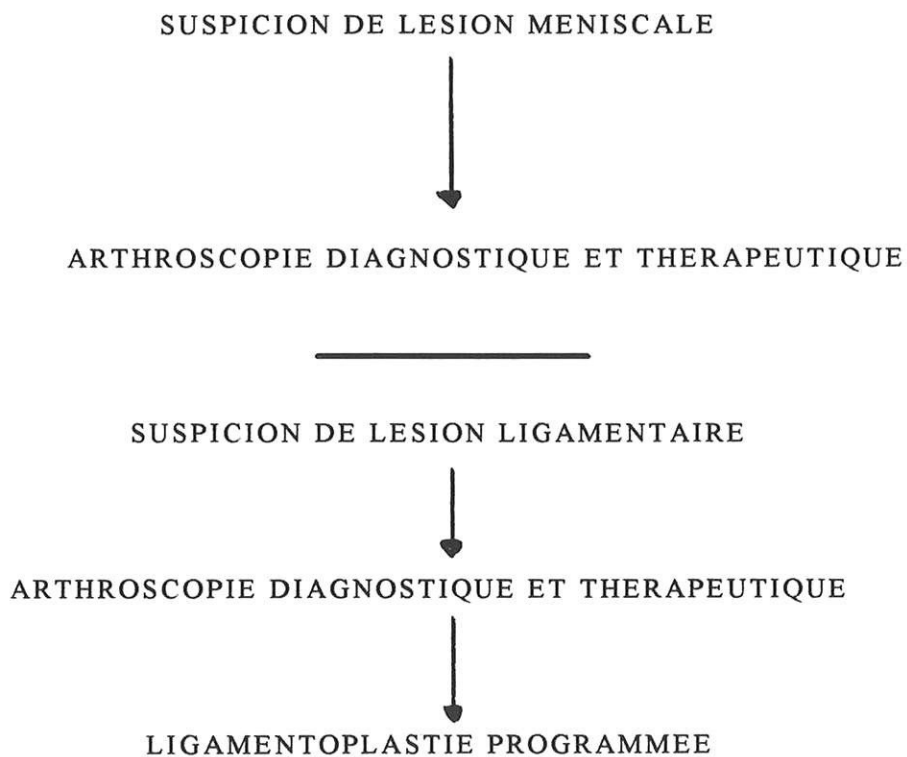 SUSPICION DE LESION MENISCALE
ARTHROSCOPIE DIAGNOSTIQUE ET THERAPEUTIQUE
SUSPICION DE LESION LIGAMENTAIRE
ARTHROSCOPIE DIAGNOSTIQUE ET THERAPEUTIQUE
LIGAMENTOPLASTIE PROGRAMMEE